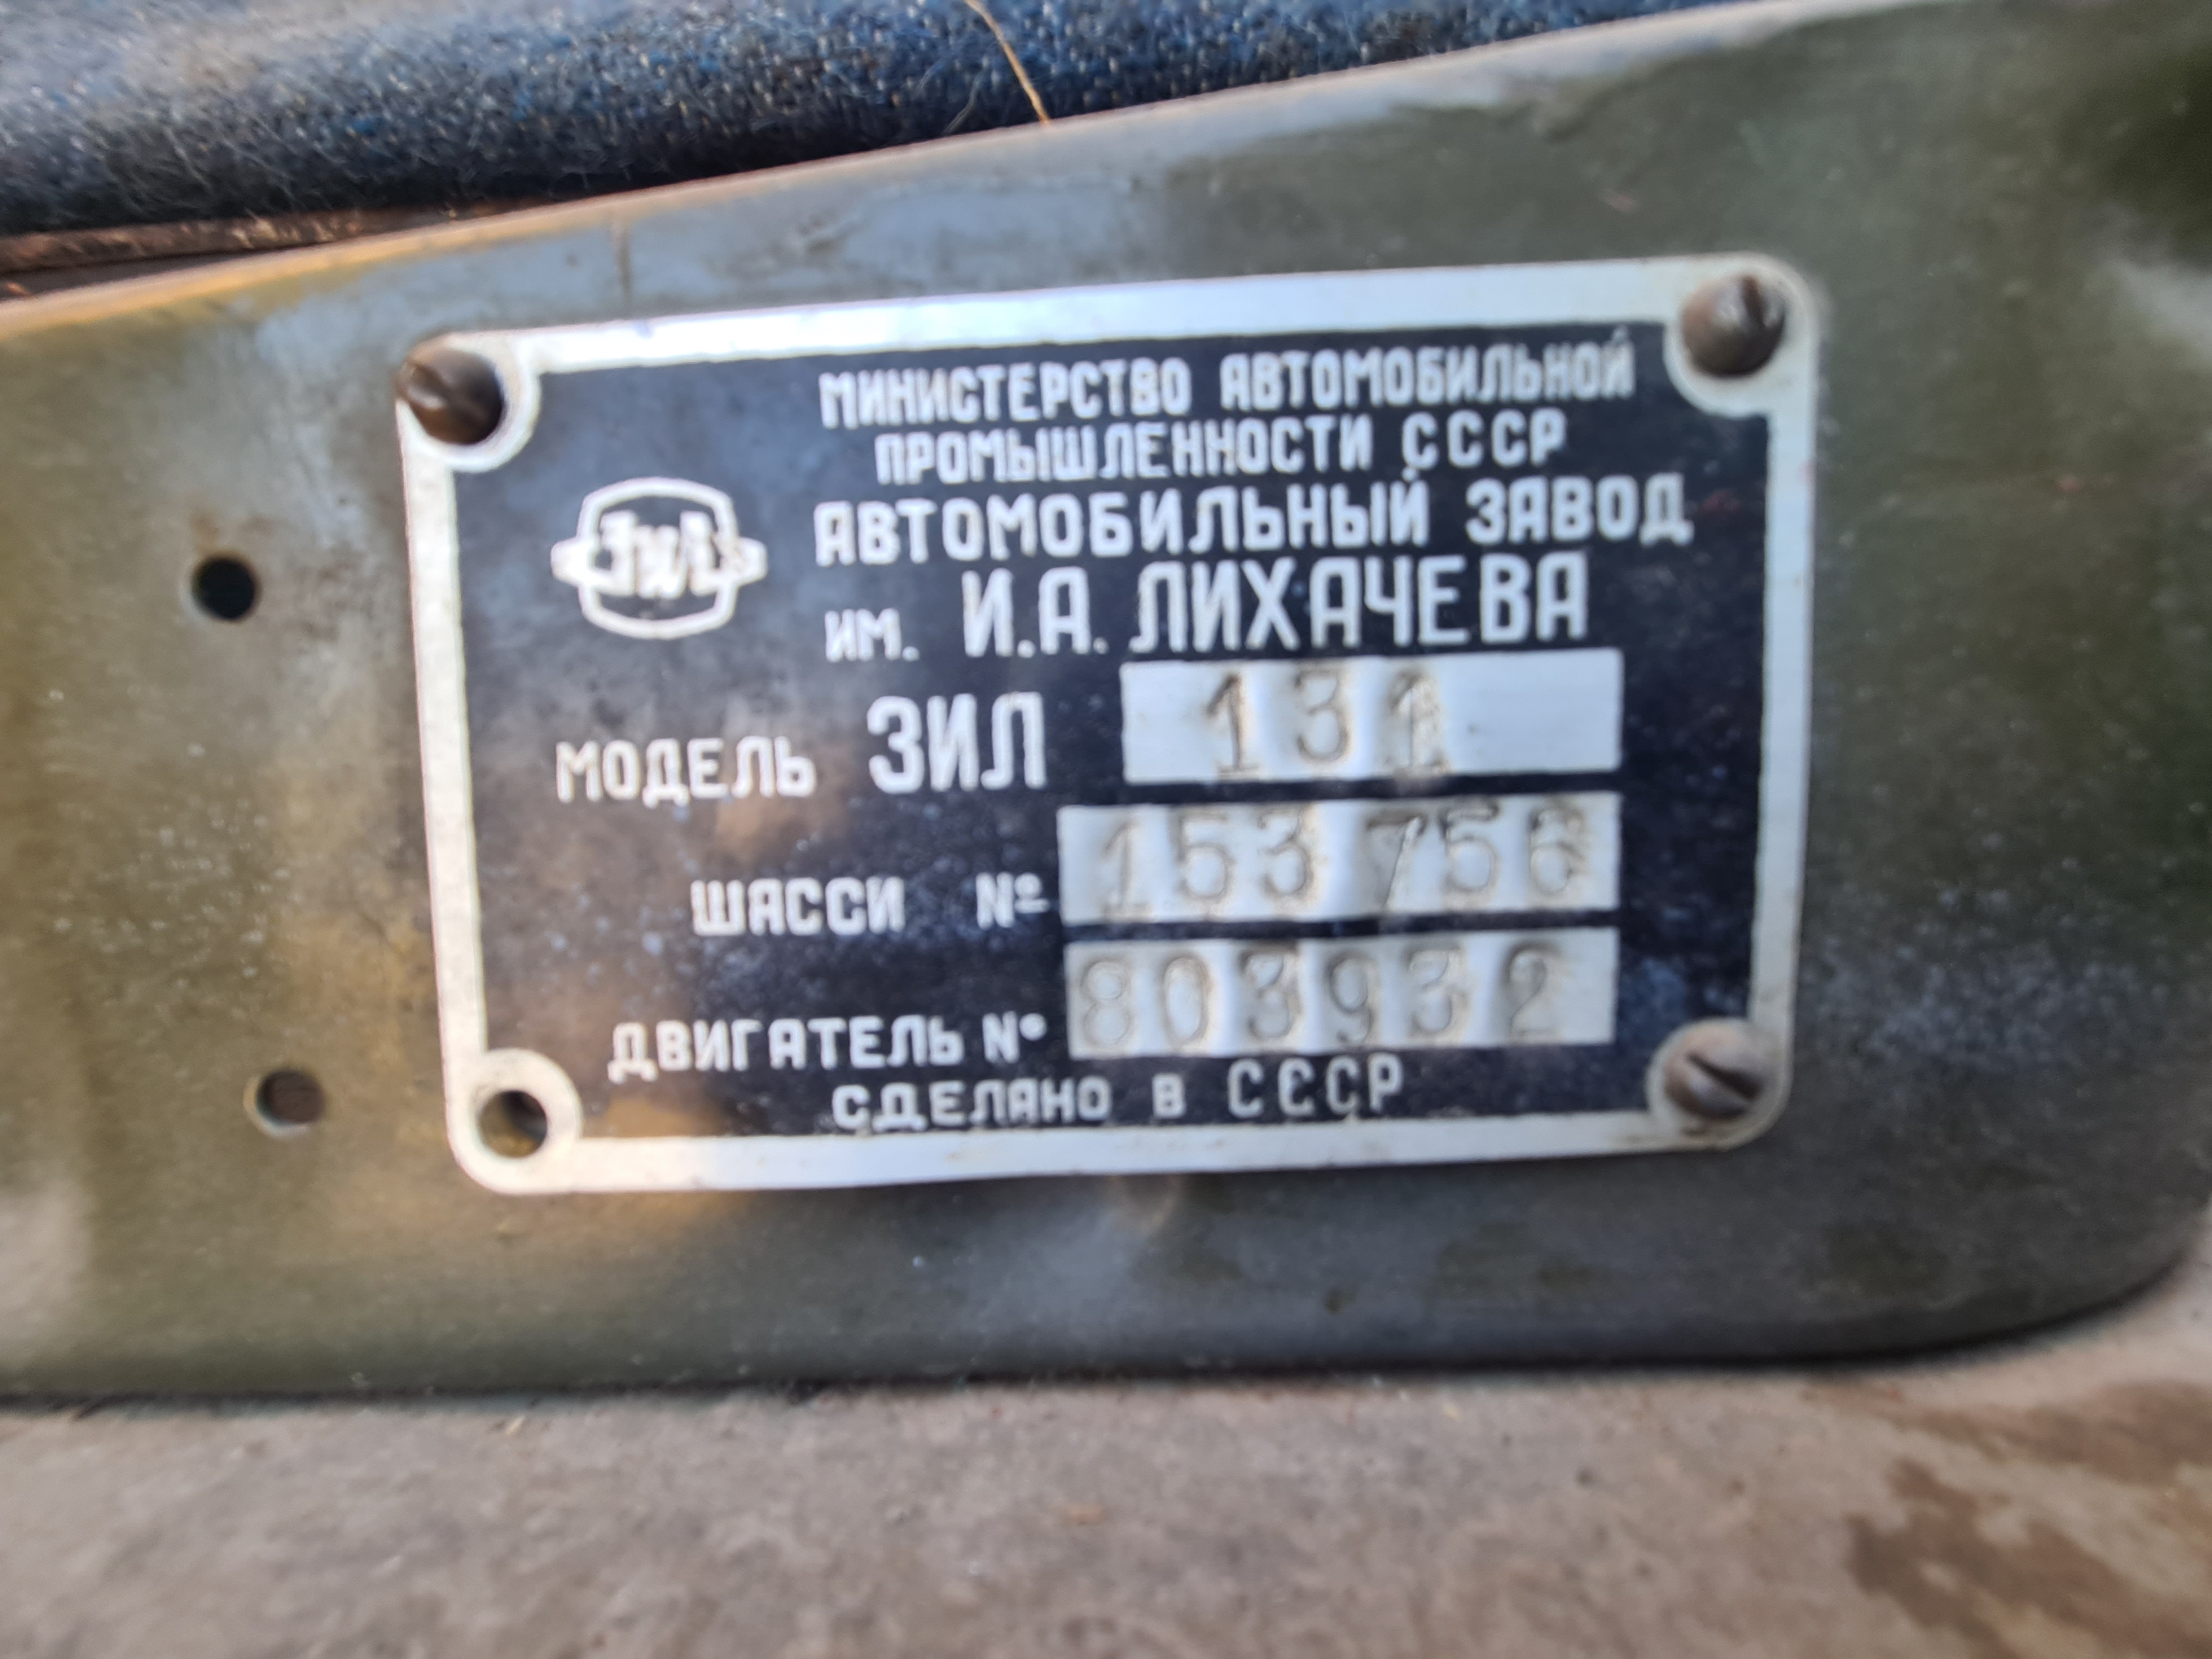 МИНИСТЕРСТВО АВТОМОБИЛЬНОЙ
ПРОМЫШЛЕННОСТИ СССР
ЗИЛ
АВТОМОБИЛЬНЫЙ ЗАВОД
ИМ. И.А. ЛИХАЧЕВА
МОДЕЛЬ ЗИЛ 131
ШАССИ № 153756
ДВИГАТЕЛЬ № 803932
СДЕЛАНО В СССР